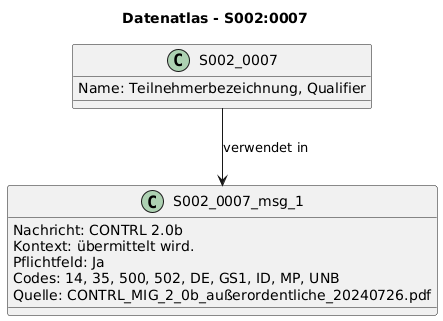 Datenatlas - S002:0007
C S002_0007
Name: Teilnehmerbezeichnung, Qualifier
verwendet in
C S002_0007_msg_1
Nachricht: CONTRL 2.0b
Kontext: übermittelt wird.
Pflichtfeld: Ja
Codes: 14, 35, 500, 502, DE, GS1, ID, MP, UNB
Quelle: CONTRL_MIG_2_0b_außerordentliche_20240726.pdf